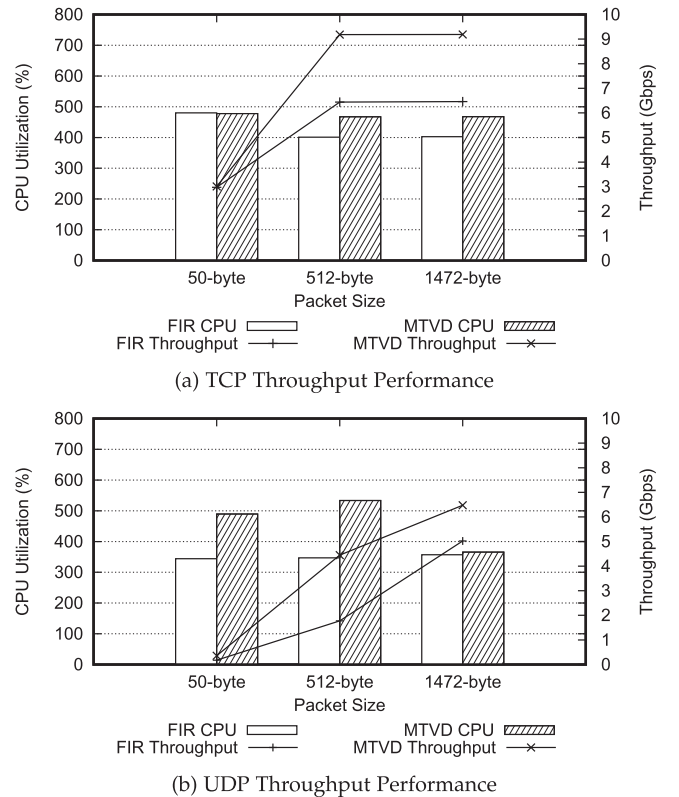 800
700
600
500
400
300
200
100
0
10
9
8
7
6
5
4
3
2
1
0
CPU Utilization (%)
Throughput (Gbps)
50-byte 512-byte 1472-byte
Packet Size
FIR CPU MTVD CPU
FIR Throughput MTVD Throughput
(a) TCP Throughput Performance
800
700
600
500
400
300
200
100
0
10
9
8
7
6
5
4
3
2
1
0
CPU Utilization (%)
Throughput (Gbps)
50-byte 512-byte 1472-byte
Packet Size
FIR CPU MTVD CPU
FIR Throughput MTVD Throughput
(b) UDP Throughput Performance